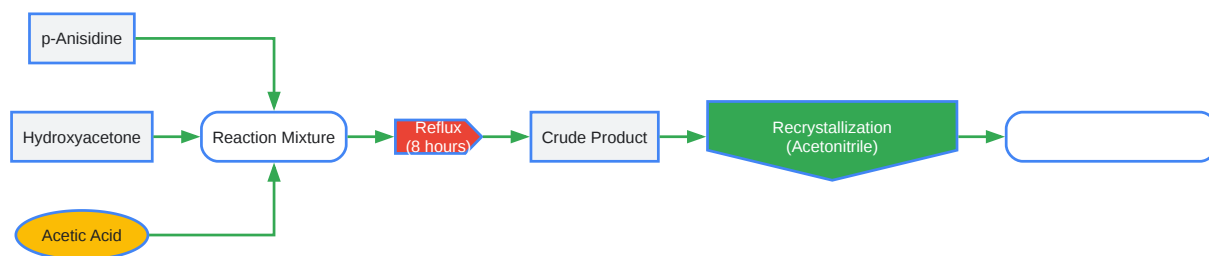 p-Anisidine
Hydroxyacetone
Reaction Mixture
Reflux
(8 hours)
Crude Product
Recrystallization
(Acetonitrile)
Acetic Acid